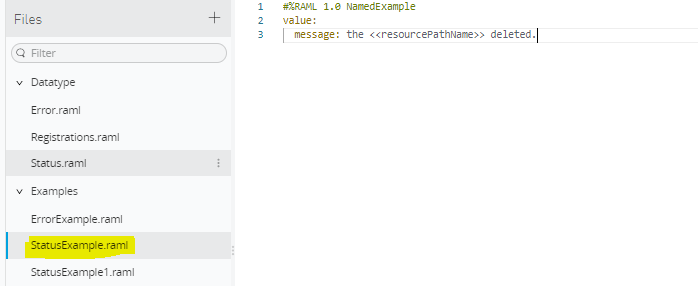 Files
Filter
Datatype
Error.raml
Registrations.raml
Status.raml
Examples
ErrorExample.raml
StatusExample.raml
StatusExample1.raml
1 #%RAML 1.0 NamedExample
2 value:
3 message: the <<resourcePathName>> deleted.